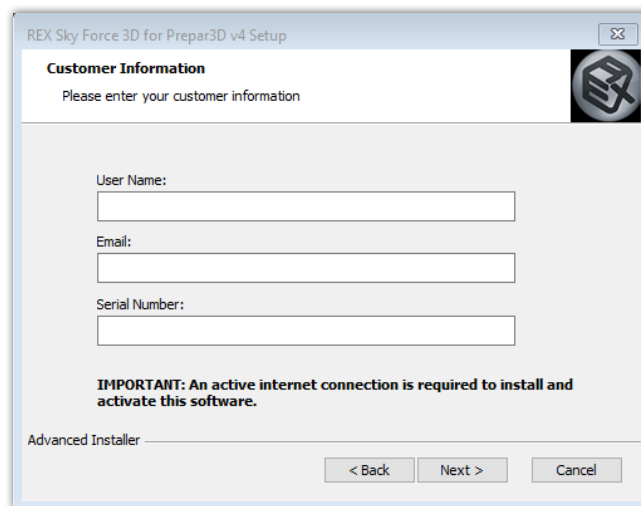 REX Sky Force 3D for Prepar3D v4 Setup
Customer Information
Please enter your customer information
REX
User Name:
Email:
Serial Number:
IMPORTANT: An active internet connection is required to install and
activate this software.
Advanced Installer
< Back Next > Cancel